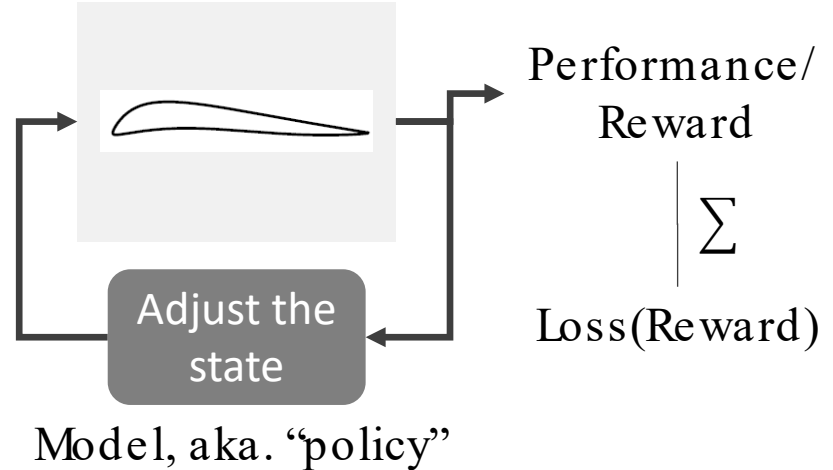 Performance/
Reward
∑
Loss(Reward)
Adjust the
state
Model, aka. “policy”